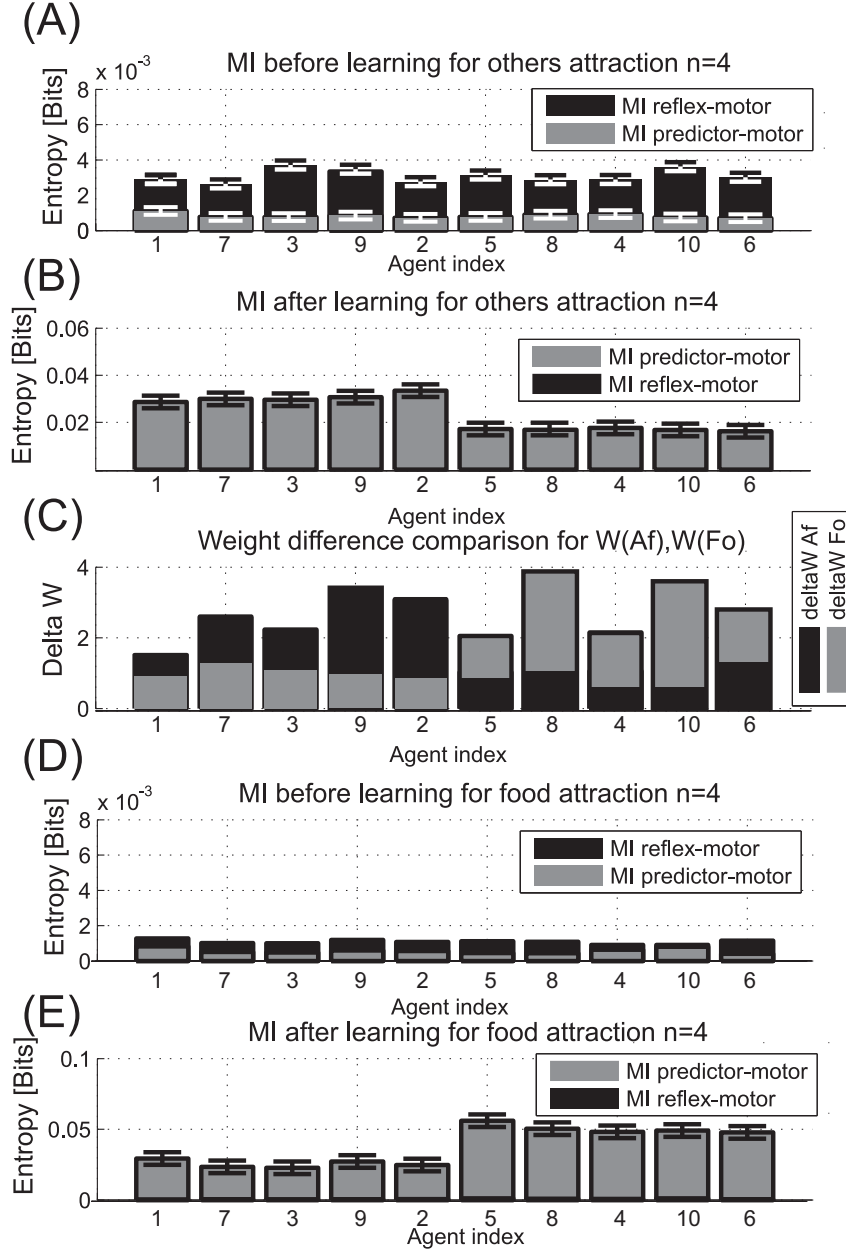 (A)
MI before learning for others attraction n=4
x 10-3
Entropy [Bits]
8
6
4
2
0
MI reflex-motor
MI predictor-motor
1 7 3 9 2 5 8 4 10 6
Agent index
(B)
MI after learning for others attraction n=4
Entropy [Bits]
0.06
0.04
0.02
MI predictor-motor
MI reflex-motor
1 7 3 9 2 5 8 4 10 6
Agent index
(C)
Weight difference comparison for W(Af),W(Fo)
Delta W
4
2
0
deltaW Af
deltaW Fo
1 7 3 9 2 5 8 4 10 6
Agent index
(D)
MI before learning for food attraction n=4
x 10-3
Entropy [Bits]
8
6
4
2
0
MI reflex-motor
MI predictor-motor
1 7 3 9 2 5 8 4 10 6
Agent index
(E)
MI after learning for food attraction n=4
Entropy [Bits]
0.1
0.05
0
MI predictor-motor
MI reflex-motor
1 7 3 9 2 5 8 4 10 6
Agent index